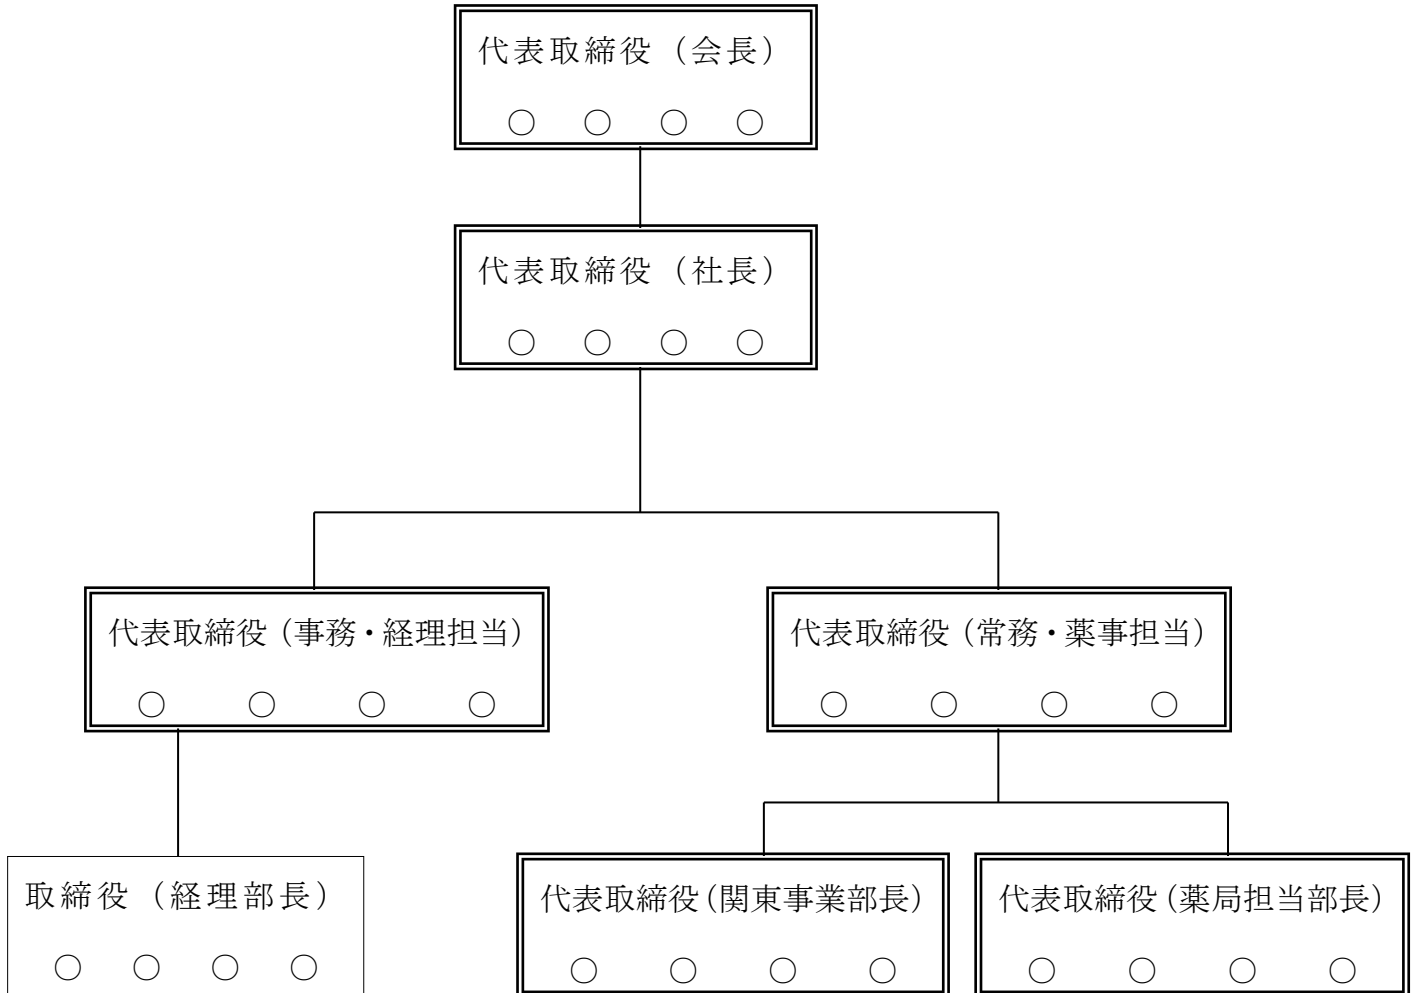 代表取締役（会長）
○ ○ ○ ○
代表取締役（社長）
○ ○ ○ ○
代表取締役（事務・経理担当）
○ ○ ○ ○
代表取締役（常務・薬事担当）
○ ○ ○ ○
取締役（経理部長）
○ ○ ○ ○
代表取締役（関東事業部長）
○ ○ ○ ○
代表取締役（薬局担当部長）
○ ○ ○ ○